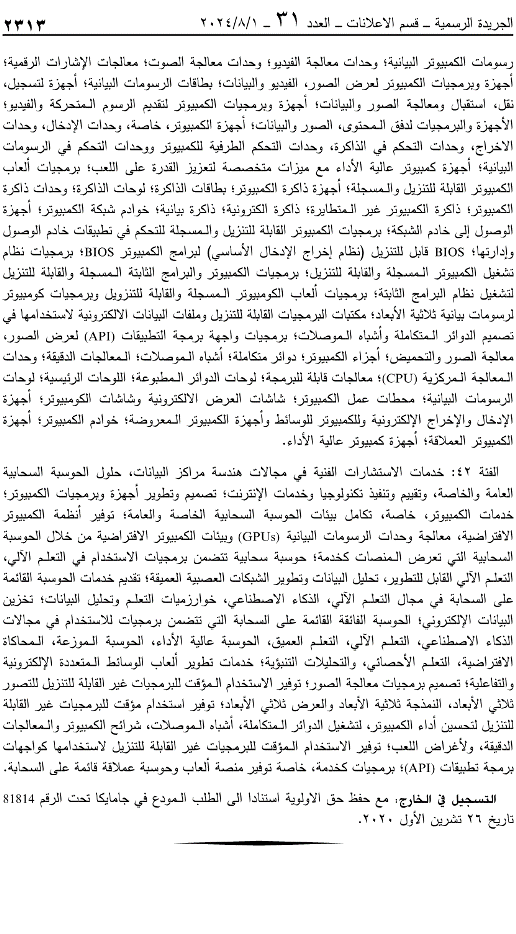 الجريدة الرسمية ــ قسم الاعلانات ــ العدد ٣١ ــ ٢٠٢٤/٨/١ ٢٣١٣
رسومات الكمبيوتر البيانية؛ وحدات معالجة الفيديو؛ وحدات معالجة الصوت؛ معالجات الإشارات الرقمية؛
أجهزة وبرمجيات الكمبيوتر لعرض الصور، الفيديو والبيانات؛ بطاقات الرسومات البيانية؛ أجهزة لتسجيل،
نقل، استقبال ومعالجة الصور والبيانات؛ أجهزة وبرمجيات الكمبيوتر لتقديم الرسوم المتحركة والفيديو؛
الأجهزة والبرمجيات لدفق المحتوى، الصور والبيانات؛ أجهزة الكمبيوتر، خاصة، وحدات الإدخال، وحدات
الاخراج، وحدات التحكم في الذاكرة، وحدات التحكم الطرفية للكمبيوتر ووحدات التحكم في الرسومات
البيانية؛ أجهزة كمبيوتر عالية الأداء مع ميزات متخصصة لتعزيز القدرة على اللعب؛ برمجيات ألعاب
الكمبيوتر القابلة للتنزيل والمسجلة؛ أجهزة ذاكرة الكمبيوتر؛ بطاقات الذاكرة؛ لوحات الذاكرة؛ وحدات ذاكرة
الكمبيوتر؛ ذاكرة الكمبيوتر غير المتطايرة؛ ذاكرة الكترونية؛ ذاكرة بيانية؛ خوادم شبكة الكمبيوتر؛ أجهزة
الوصول إلى خادم الشبكة؛ برمجيات الكمبيوتر القابلة للتنزيل والمسجلة للتحكم في تطبيقات خادم الوصول
وإدارتها؛ BIOS قابل للتنزيل (نظام إخراج الإدخال الأساسي) لبرامج الكمبيوتر BIOS؛ برمجيات نظام
تشغيل الكمبيوتر المسجلة والقابلة للتنزيل؛ برمجيات الكمبيوتر والبرامج الثابتة المسجلة والقابلة للتنزيل
لتشغيل نظام البرامج الثابتة؛ برمجيات ألعاب الكومبيوتر المسجلة والقابلة للتنزويل وبرمجيات كومبيوتر
لرسومات بيانية ثلاثية الأبعاد؛ مكتبات البرمجيات القابلة للتنزيل وملفات البيانات الالكترونية لاستخدامها في
تصميم الدوائر المتكاملة وأشباه الموصلات؛ برمجيات واجهة برمجة التطبيقات (API) لعرض الصور،
معالجة الصور والتحميض؛ أجزاء الكمبيوتر؛ دوائر متكاملة؛ أشباه الموصلات؛ المعالجات الدقيقة؛ وحدات
المعالجة المركزية (CPU)؛ معالجات قابلة للبرمجة؛ لوحات الدوائر المطبوعة؛ اللوحات الرئيسية؛ لوحات
الرسومات البيانية؛ محطات عمل الكمبيوتر؛ شاشات العرض الالكترونية وشاشات الكومبيوتر؛ أجهزة
الإدخال والإخراج الإلكترونية وللكمبيوتر للوسائط وأجهزة الكمبيوتر المعروضة؛ خوادم الكمبيوتر؛ أجهزة
الكمبيوتر العملاقة؛ أجهزة كمبيوتر عالية الأداء.
الفئة ٤٢: خدمات الاستشارات الفنية في مجالات هندسة مراكز البيانات، حلول الحوسبة السحابية
العامة والخاصة، وتقييم وتنفيذ تكنولوجيا وخدمات الإنترنت؛ تصميم وتطوير أجهزة وبرمجيات الكمبيوتر؛
خدمات الكمبيوتر، خاصة، تكامل بيئات الحوسبة السحابية الخاصة والعامة؛ توفير أنظمة الكمبيوتر
الافتراضية، معالجة وحدات الرسومات البيانية (GPUs) وبيئات الكمبيوتر الافتراضية من خلال الحوسبة
السحابية التي تعرض المنصات كخدمة؛ حوسبة سحابية تتضمن برمجيات الاستخدام في التعلم الآلي،
التعلم الآلي القابل للتطوير، تحليل البيانات وتطوير الشبكات العصبية العميقة؛ تقديم خدمات الحوسبة القائمة
على السحابة في مجال التعلم الآلي، الذكاء الاصطناعي، خوارزميات التعلم وتحليل البيانات؛ تخزين
البيانات الإلكتروني؛ الحوسبة الفائقة القائمة على السحابة التي تتضمن برمجيات للاستخدام في مجالات
الذكاء الاصطناعي، التعلم الآلي، التعلم العميق، الحوسبة عالية الأداء، الحوسبة الموزعة، المحاكاة
الافتراضية، التعلم الأحصائي، والتحليلات التنبؤية؛ خدمات تطوير ألعاب الوسائط المتعددة الإلكترونية
والتفاعلية؛ تصميم برمجيات معالجة الصور؛ توفير الاستخدام المؤقت للبرمجيات غير القابلة للتنزيل للتصور
ثلاثي الأبعاد، النمذجة ثلاثية الأبعاد والعرض ثلاثي الأبعاد؛ توفير استخدام مؤقت للبرمجيات غير القابلة
للتنزيل لتحسين أداء الكمبيوتر، لتشغيل الدوائر المتكاملة، أشباه الموصلات، شرائح الكمبيوتر والمعالجات
الدقيقة، ولأغراض اللعب؛ توفير الاستخدام المؤقت للبرمجيات غير القابلة للتنزيل لاستخدامها كواجهات
برمجة تطبيقات (API)؛ برمجيات كخدمة، خاصة توفير منصة ألعاب وحوسبة عملاقة قائمة على السحابة.
التسجيل في الخارج: مع حفظ حق الاولوية استنادا الى الطلب المودع في جامايكا تحت الرقم 81814
تاريخ ٢٦ تشرين الأول ٢٠٢٠.